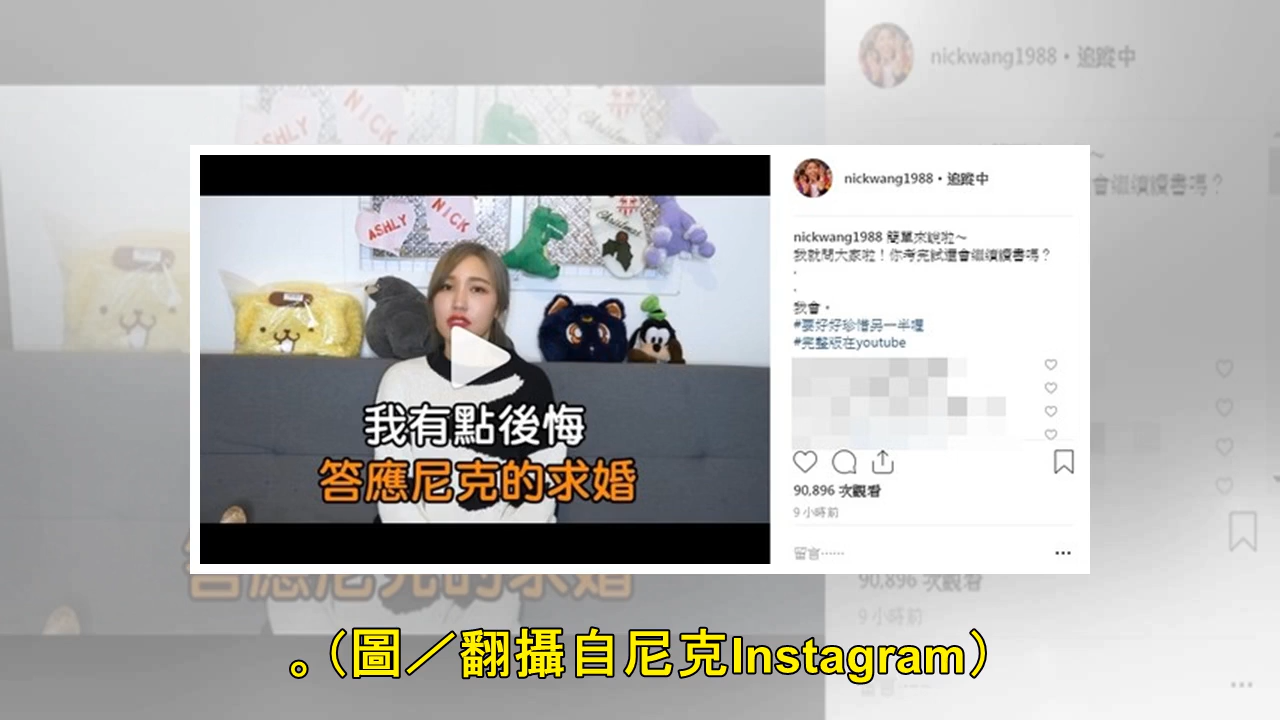 ASHLY
NICK
Christmas
我有點後悔
答應尼克的求婚
nickwang1988・追蹤中
nickwang1988 簡單來說啦～
我就問大家啦！你考完試還會繼續讀書嗎？
.
.
我會。
#要好好珍惜另一半喔
#完整版在youtube
90,896 次觀看
9 小時前
留言……
。（圖／翻攝自尼克Instagram）